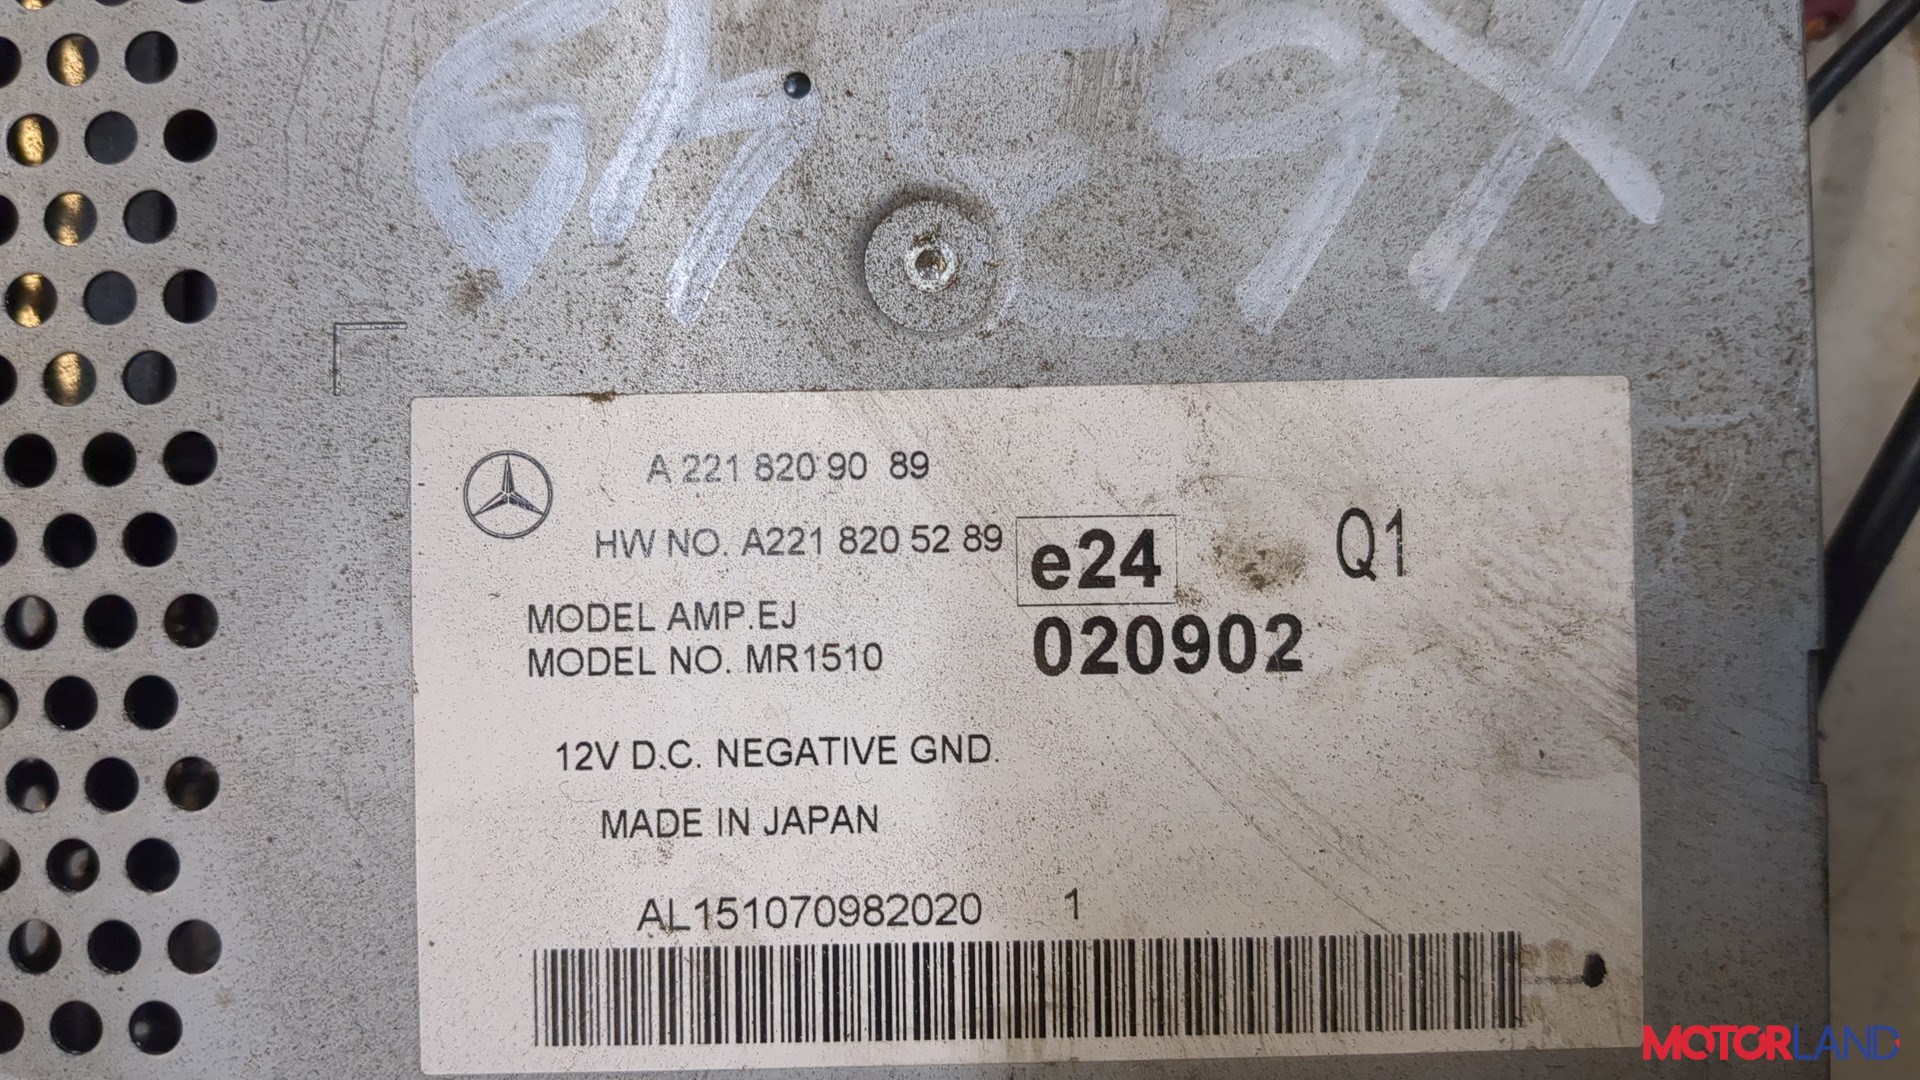 A 221 820 90 89
HW NO. A221 820 52 89
e24
Q1
MODEL AMP.EJ
020902
MODEL NO. MR1510
12V D.C. NEGATIVE GND.
MADE IN JAPAN
AL151070982020 1
MOTORLAND